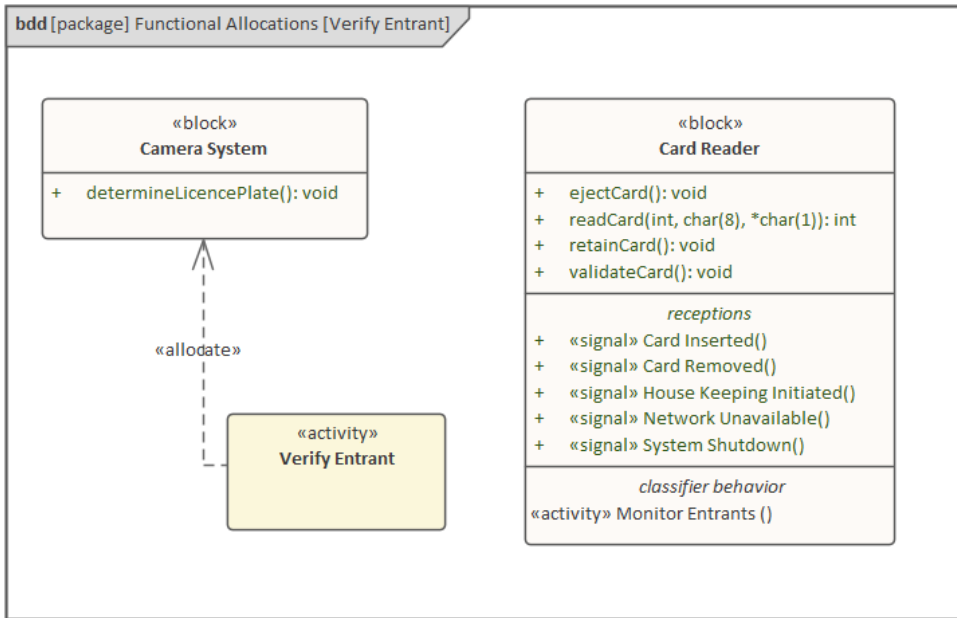 bdd [package] Functional Allocations [Verify Entrant]
«block»
Camera System
+ determineLicencePlate(): void
«allocate»
«activity»
Verify Entrant
«block»
Card Reader
+ ejectCard(): void
+ readCard(int, char(8), *char(1)): int
+ retainCard(): void
+ validateCard(): void
receptions
+ «signal» Card Inserted()
+ «signal» Card Removed()
+ «signal» House Keeping Initiated()
+ «signal» Network Unavailable()
+ «signal» System Shutdown()
classifier behavior
«activity» Monitor Entrants ()